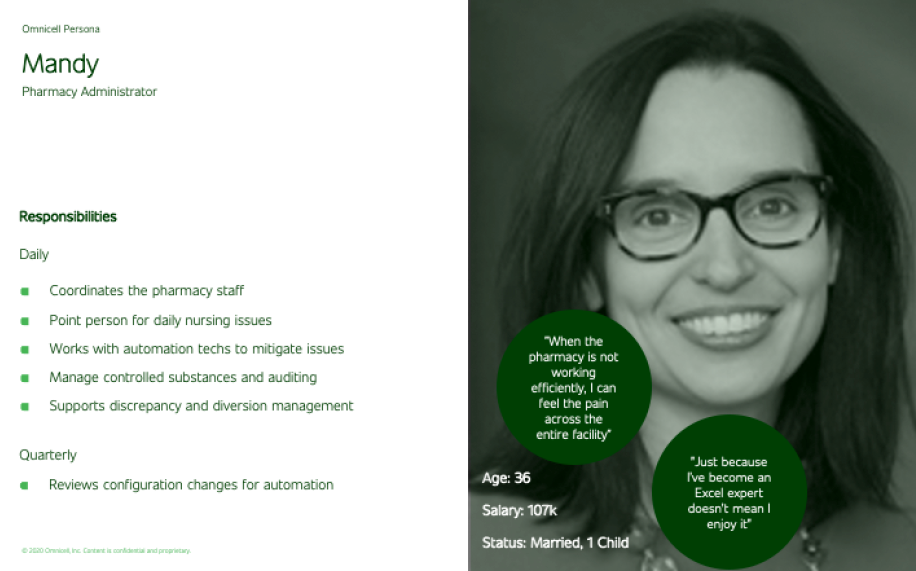 Omnicell Persona
Mandy
Pharmacy Administrator
Responsibilities
Daily
Coordinates the pharmacy staff
Point person for daily nursing issues
Works with automation techs to mitigate issues
Manage controlled substances and auditing
Supports discrepancy and diversion management
Quarterly
Reviews configuration changes for automation
© 2020 Omnicell, Inc. Content is confidential and proprietary.
"When the
pharmacy is not
working
efficiently, I can
feel the pain
across the
entire facility"
Age: 36
Salary: 107k
Status: Married, 1 Child
"Just because
I've become an
Excel expert
doesn't mean I
enjoy it"